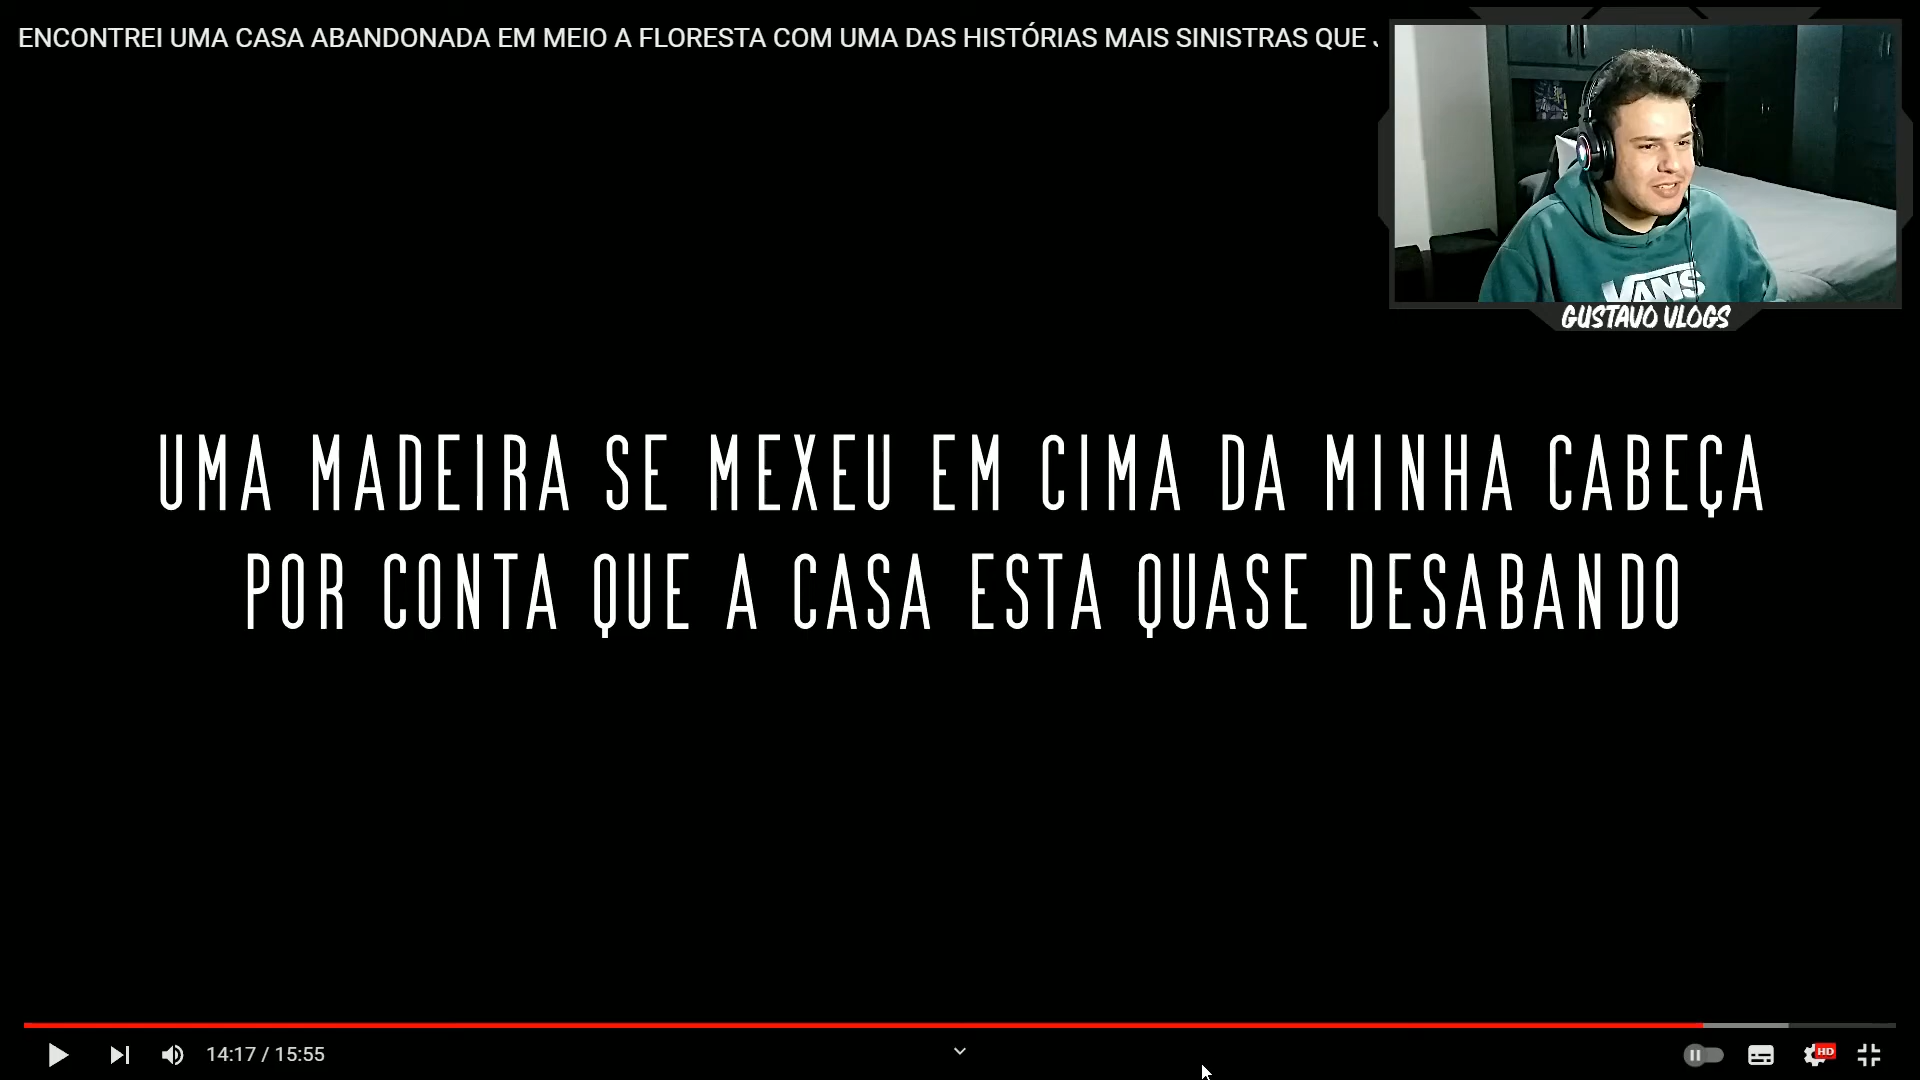 ENCONTREI UMA CASA ABANDONADA EM MEIO A FLORESTA COM UMA DAS HISTÓRIAS MAIS SINISTRAS QUE
VANS
GUSTAVO VLOGS
UMA MADEIRA SE MEXEU EM CIMA DA MINHA CABEÇA
POR CONTA QUE A CASA ESTA QUASE DESABANDO
14:17 / 15:55
HD